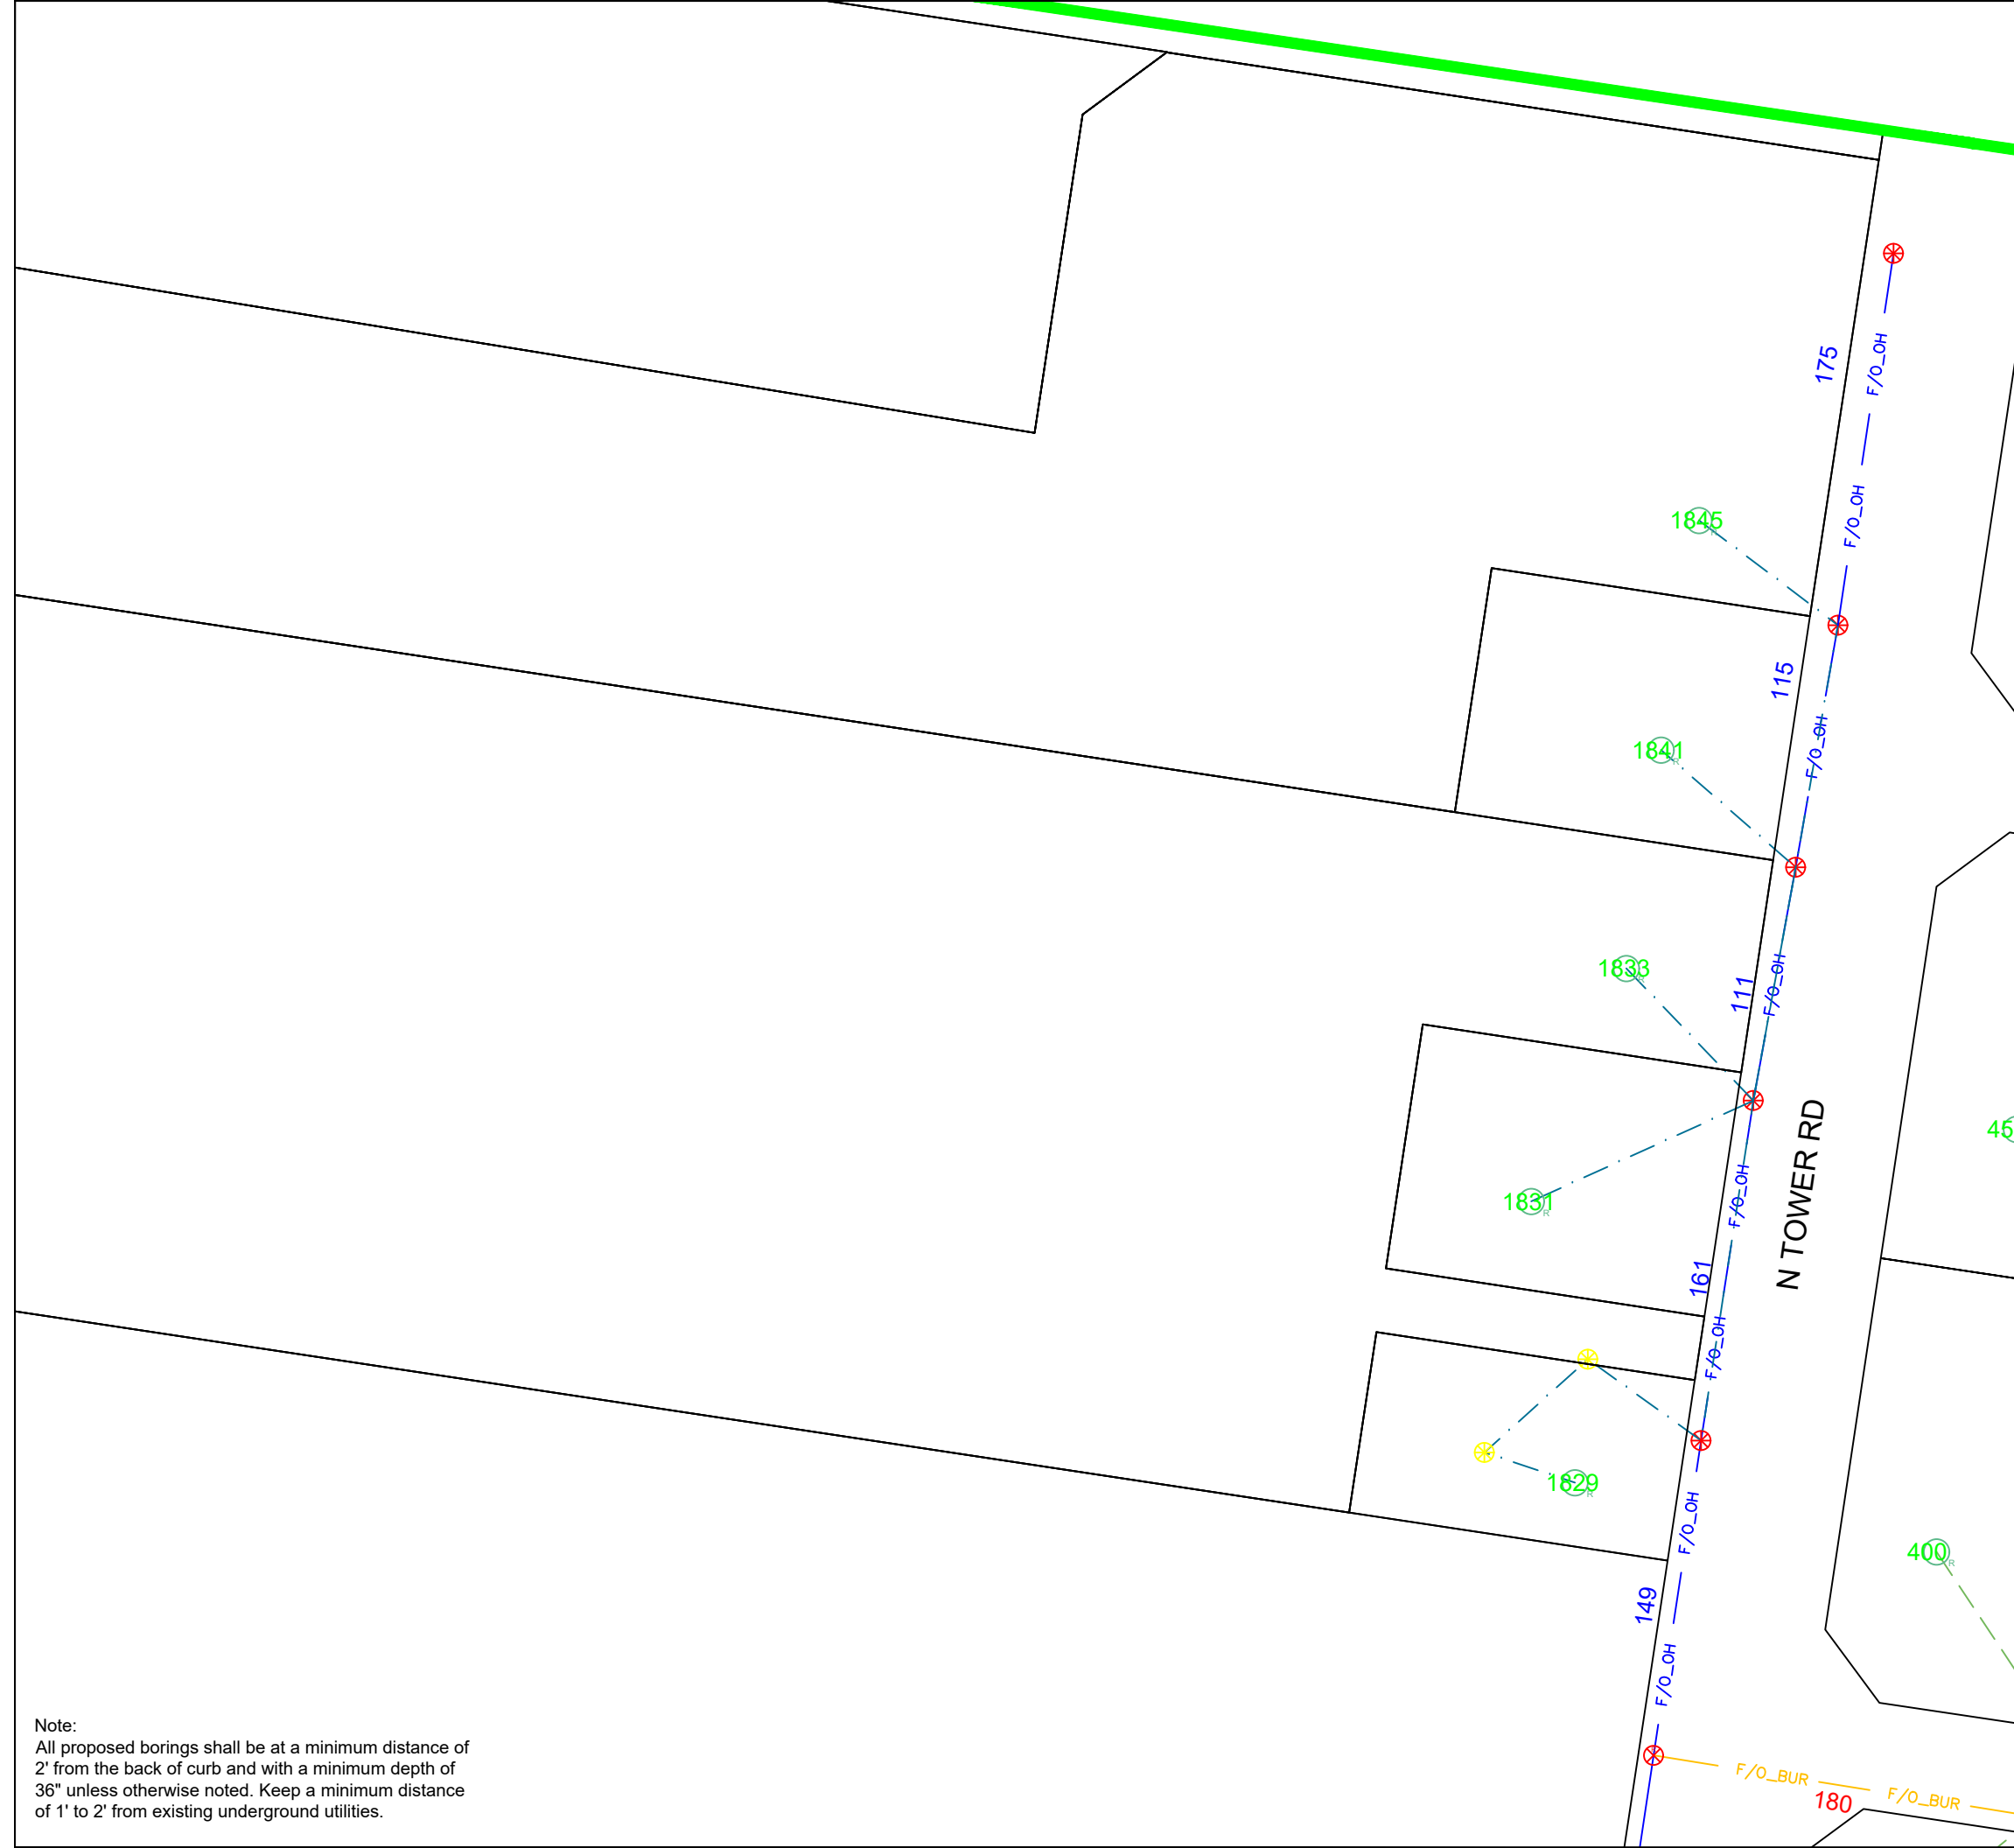 175
F/O_OH
F/O_OH
1845
R
115
F/O_OH
1841
R
1833
R
111
F/O_OH
N TOWER RD
45
F/O_OH
1831
R
161
F/O_OH
1829
R
F/O_OH
400
R
149
F/O_OH
F/O_BUR
F/O_BUR
180
Note:
All proposed borings shall be at a minimum distance of
2' from the back of curb and with a minimum depth of
36" unless otherwise noted. Keep a minimum distance
of 1' to 2' from existing underground utilities.